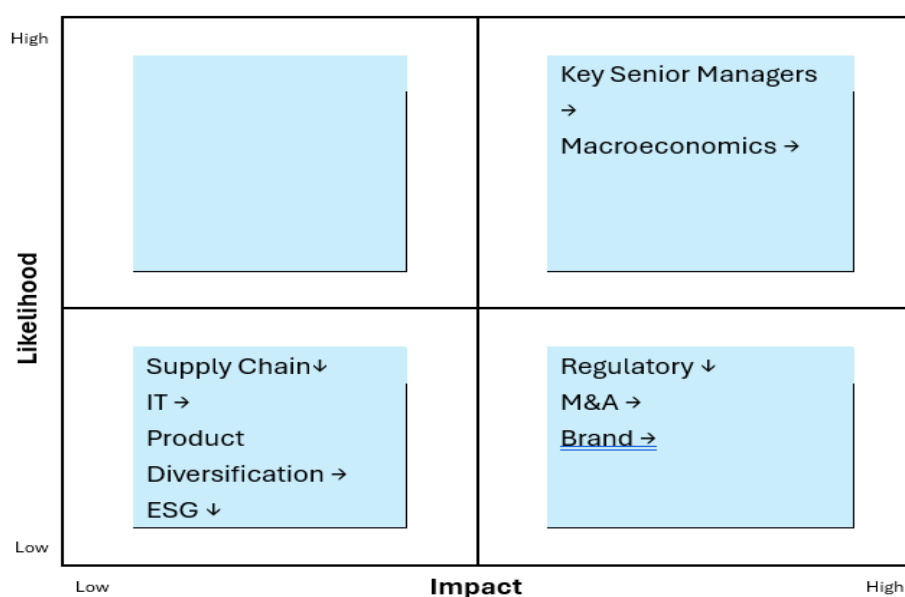 High
Key Senior Managers
→
Macroeconomics →
Likelihood
Supply Chain↓
IT →
Product
Diversification →
ESG ↓
Regulatory ↓
M&A →
Brand →
Low
Low
Impact
High